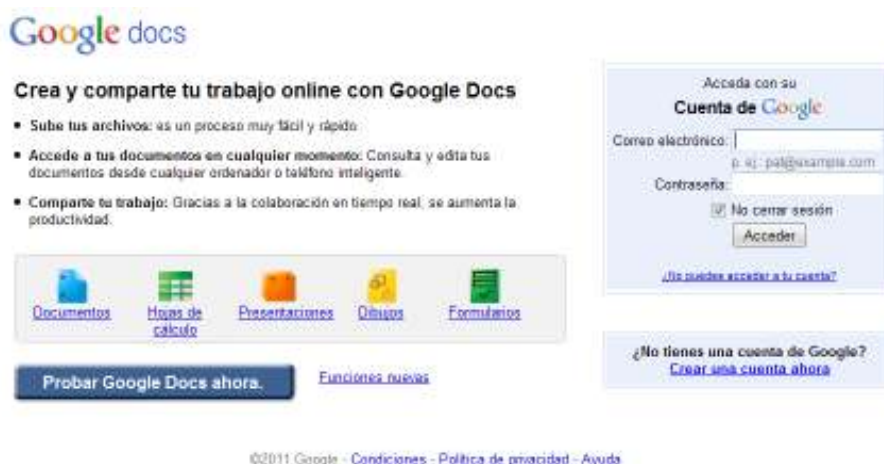 Google docs
Crea y comparte tu trabajo online con Google Docs
Sube tus archivos: es un proceso muy fácil y rápido
Accede a tus documentos en cualquier momento: Consulta y edita tus
documentos desde cualquier ordenador o teléfono inteligente.
Comparte tu trabajo: Gracias a la colaboración en tiempo real, se aumenta la
productividad.
Documentos
Hojas de
cálculo
Presentaciones
Dibujos
Formularios
Probar Google Docs ahora.
Funciones nuevas
Acceda con su
Cuenta de Google
Correo electrónico:
p. ej.: pat@example.com
Contraseña:
No cerrar sesión
Acceder
¿No puedes acceder a tu cuenta?
¿No tienes una cuenta de Google?
Crear una cuenta ahora
©2011 Google - Condiciones - Política de privacidad - Ayuda